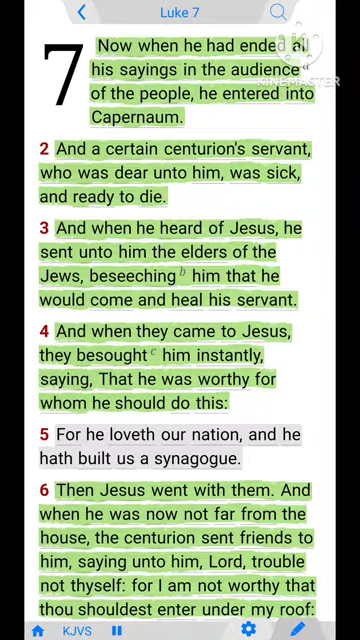 Luke 7
7 Now when he had ended all
his sayings in the audience a
of the people, he entered into
Capernaum.
KINEMASTER
2 And a certain centurion's servant,
who was dear unto him, was sick,
and ready to die.
3 And when he heard of Jesus, he
sent unto him the elders of the
Jews, beseeching b him that he
would come and heal his servant.
4 And when they came to Jesus,
they besought c him instantly,
saying, That he was worthy for
whom he should do this:
5 For he loveth our nation, and he
hath built us a synagogue.
6 Then Jesus went with them. And
when he was now not far from the
house, the centurion sent friends to
him, saying unto him, Lord, trouble
not thyself: for I am not worthy that
thou shouldest enter under my roof:
KJVS